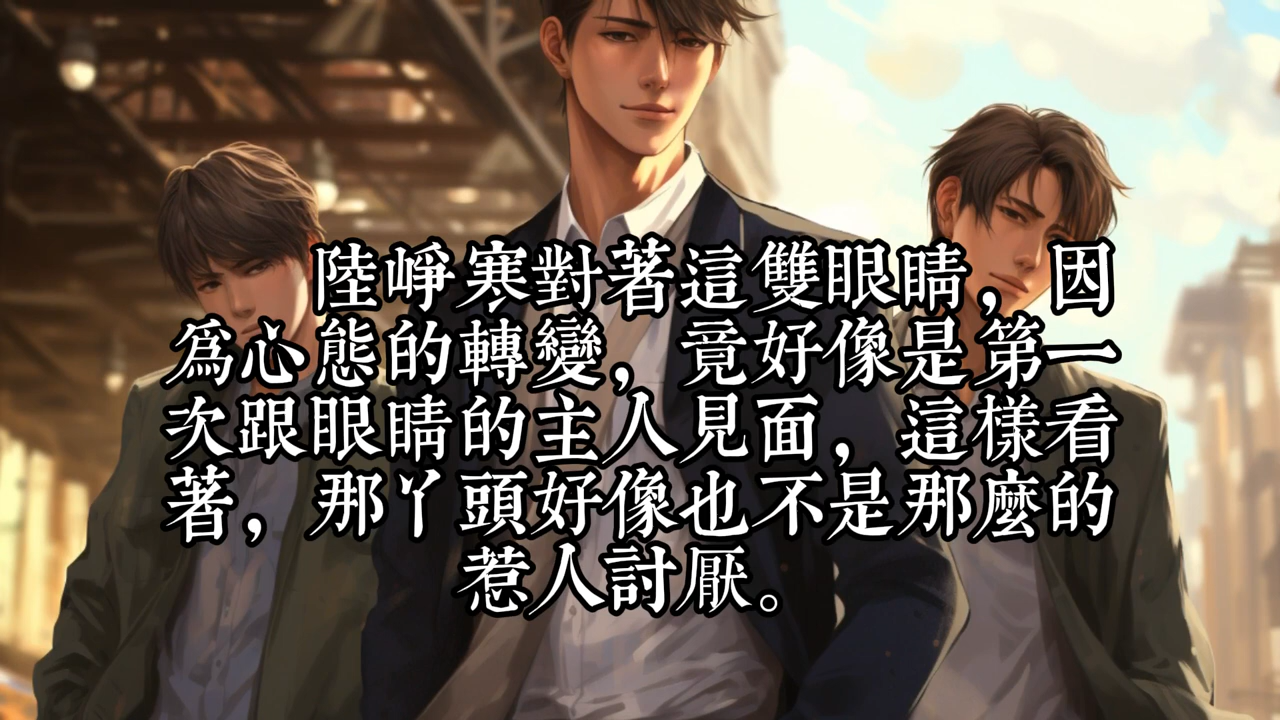 陸崢寒對著這雙眼睛，因
爲心態的轉變，竟好像是第一
次跟眼睛的主人見面，這樣看
著，那丫頭好像也不是那麼的
惹人討厭。